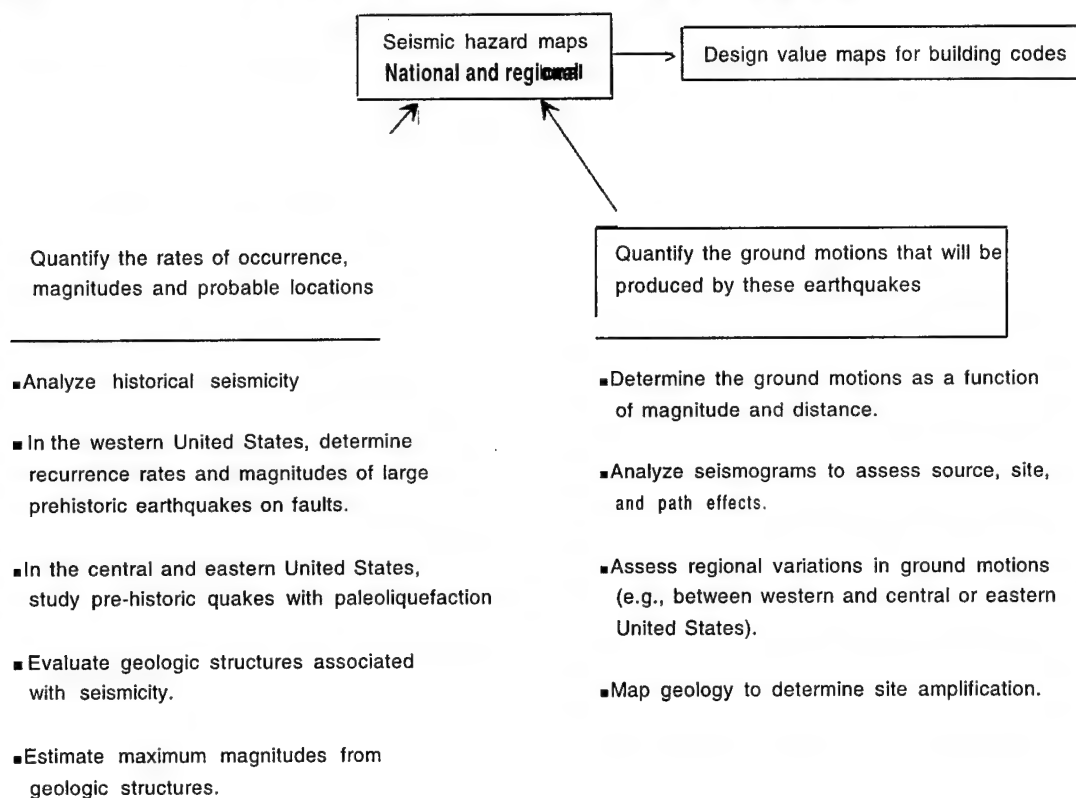 Seismic hazard maps
National and regional
Design value maps for building codes
Quantify the rates of occurrence,
magnitudes and probable locations
■Analyze historical seismicity
■In the western United States, determine
recurrence rates and magnitudes of large
prehistoric earthquakes on faults.
■In the central and eastern United States,
study pre-historic quakes with paleoliquefaction
■Evaluate geologic structures associated
with seismicity.
■Estimate maximum magnitudes from
geologic structures.
Quantify the ground motions that will be
produced by these earthquakes
■Determine the ground motions as a function
of magnitude and distance.
■Analyze seismograms to assess source, site,
and path effects.
■Assess regional variations in ground motions
(e.g., between western and central or eastern
United States).
■Map geology to determine site amplification.